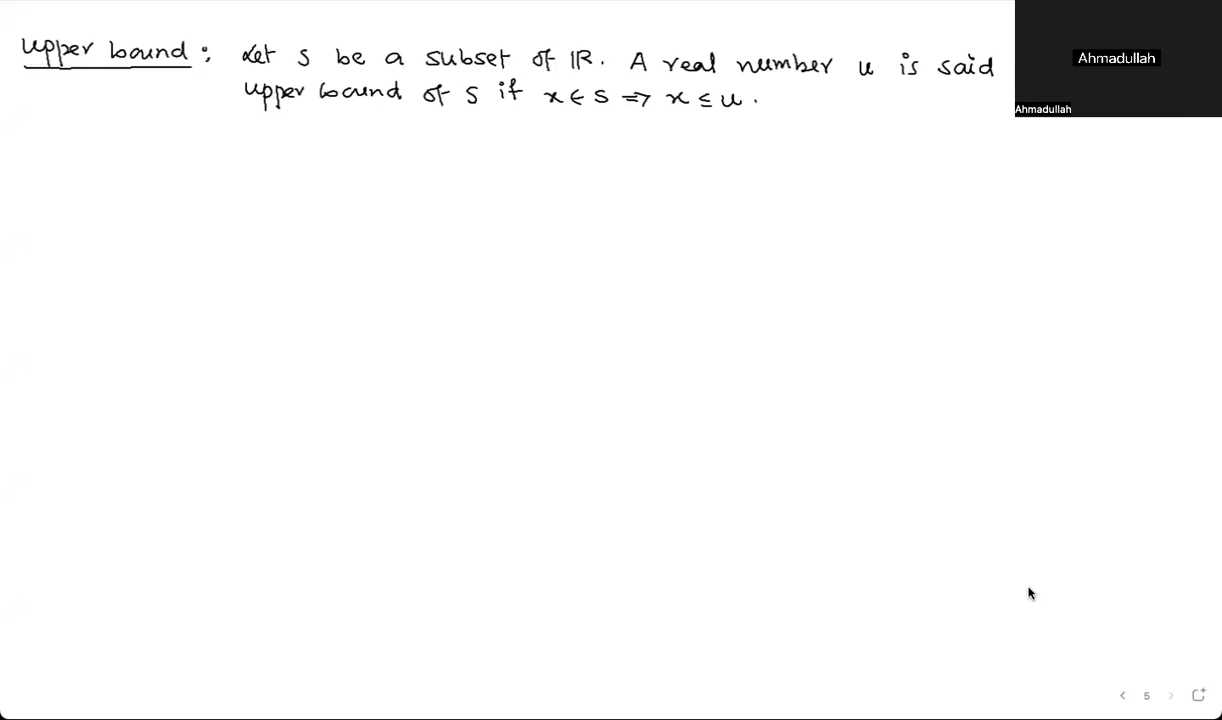 Upper bound : Let S be a subset of ℝ. A real number u is said
upper bound of S if x ∈ S ⇒ x ≤ u.
Ahmadullah
Ahmadullah
5